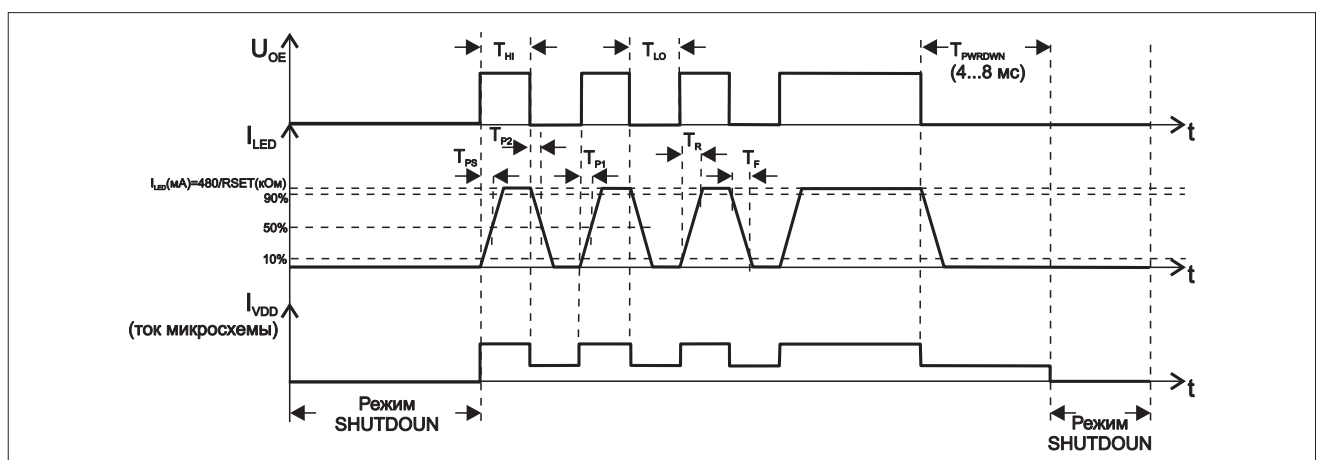 U_OE
T_HI
T_LO
T_PWRDWN
(4...8 мс)
t
I_LED
T_PS
T_P2
T_P1
T_R
T_F
I_LED(мА)=480/RSET(кОм)
90%
50%
10%
t
I_VDD
(ток микросхемы)
t
Режим
SHUTDOUN
Режим
SHUTDOUN